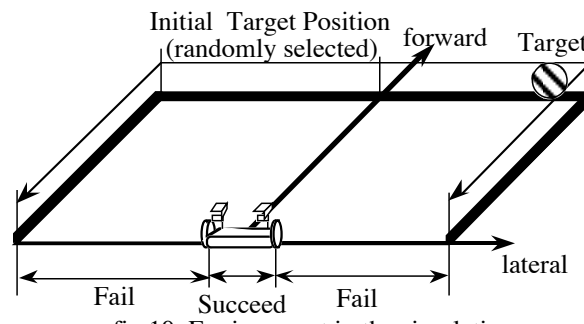 Initial Target Position
(randomly selected)
forward
Target
lateral
Fail
Succeed
Fail